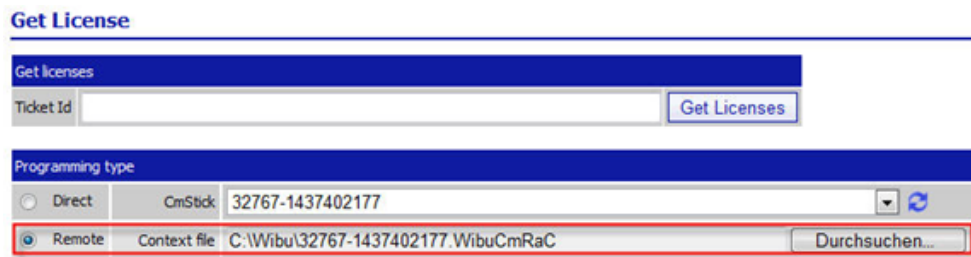 Get License
Get licenses
Ticket Id Get Licenses
Programming type
Direct CmStick 32767-1437402177
Remote Context file C:\Wibu\32767-1437402177.WibuCmRaC Durchsuchen...